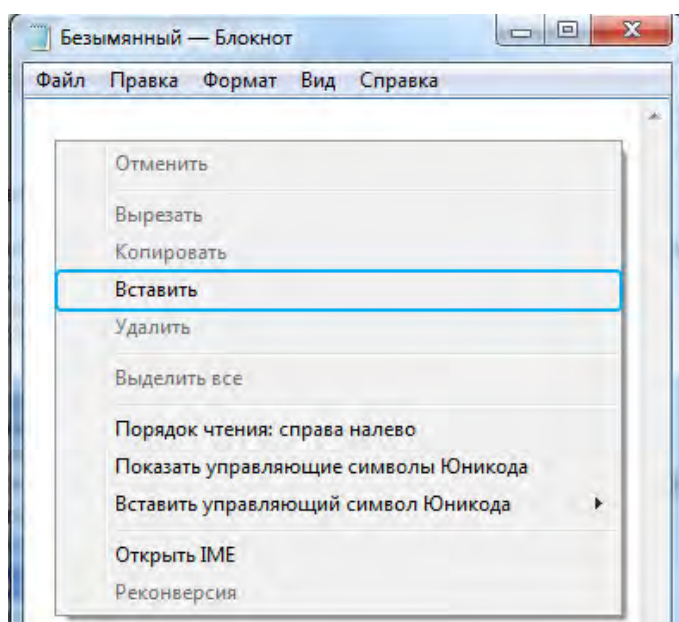 Безымянный — Блокнот
Файл Правка Формат Вид Справка
Отменить
Вырезать
Копировать
Вставить
Удалить
Выделить все
Порядок чтения: справа налево
Показать управляющие символы Юникода
Вставить управляющий символ Юникода
Открыть IME
Реконверсия